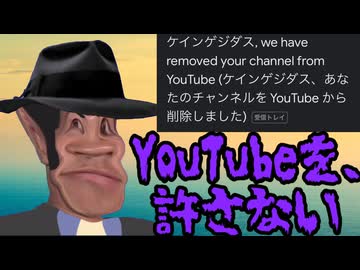 ケインゲジダス, we have
removed your channel from
YouTube (ケインゲジダス、あな
たのチャンネルを YouTube から
削除しました) 受信トレイ
YouTubeを、
許さない